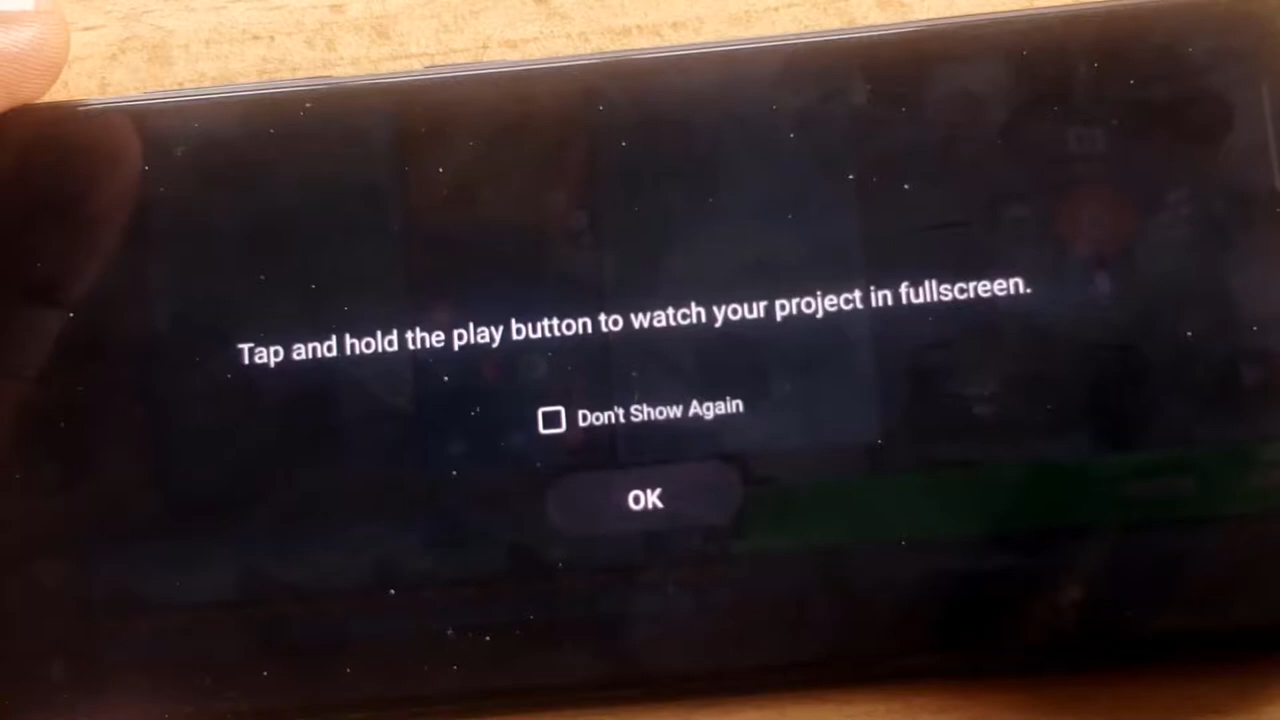 Tap and hold the play button to watch your project in fullscreen.
Don't Show Again
OK